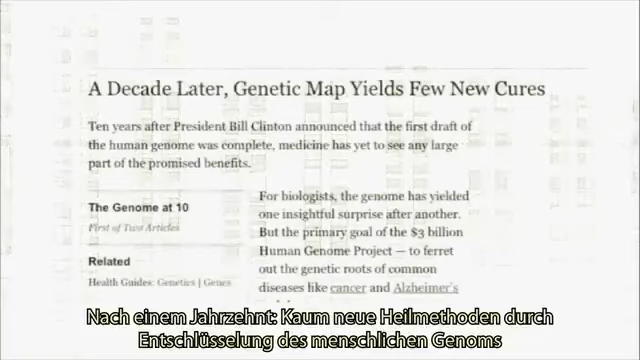 A Decade Later, Genetic Map Yields Few New Cures
Ten years after President Bill Clinton announced that the first draft of
the human genome was complete, medicine has yet to see any large
part of the promised benefits.
The Genome at 10
First of Two Articles
Related
Health Guides: Genetics | Genes
For biologists, the genome has yielded
one insightful surprise after another.
But the primary goal of the $3 billion
Human Genome Project — to ferret
out the genetic roots of common
diseases like cancer and Alzheimer's
Nach einem Jahrzehnt: Kaum neue Heilmethoden durch
Entschlüsselung des menschlichen Genoms